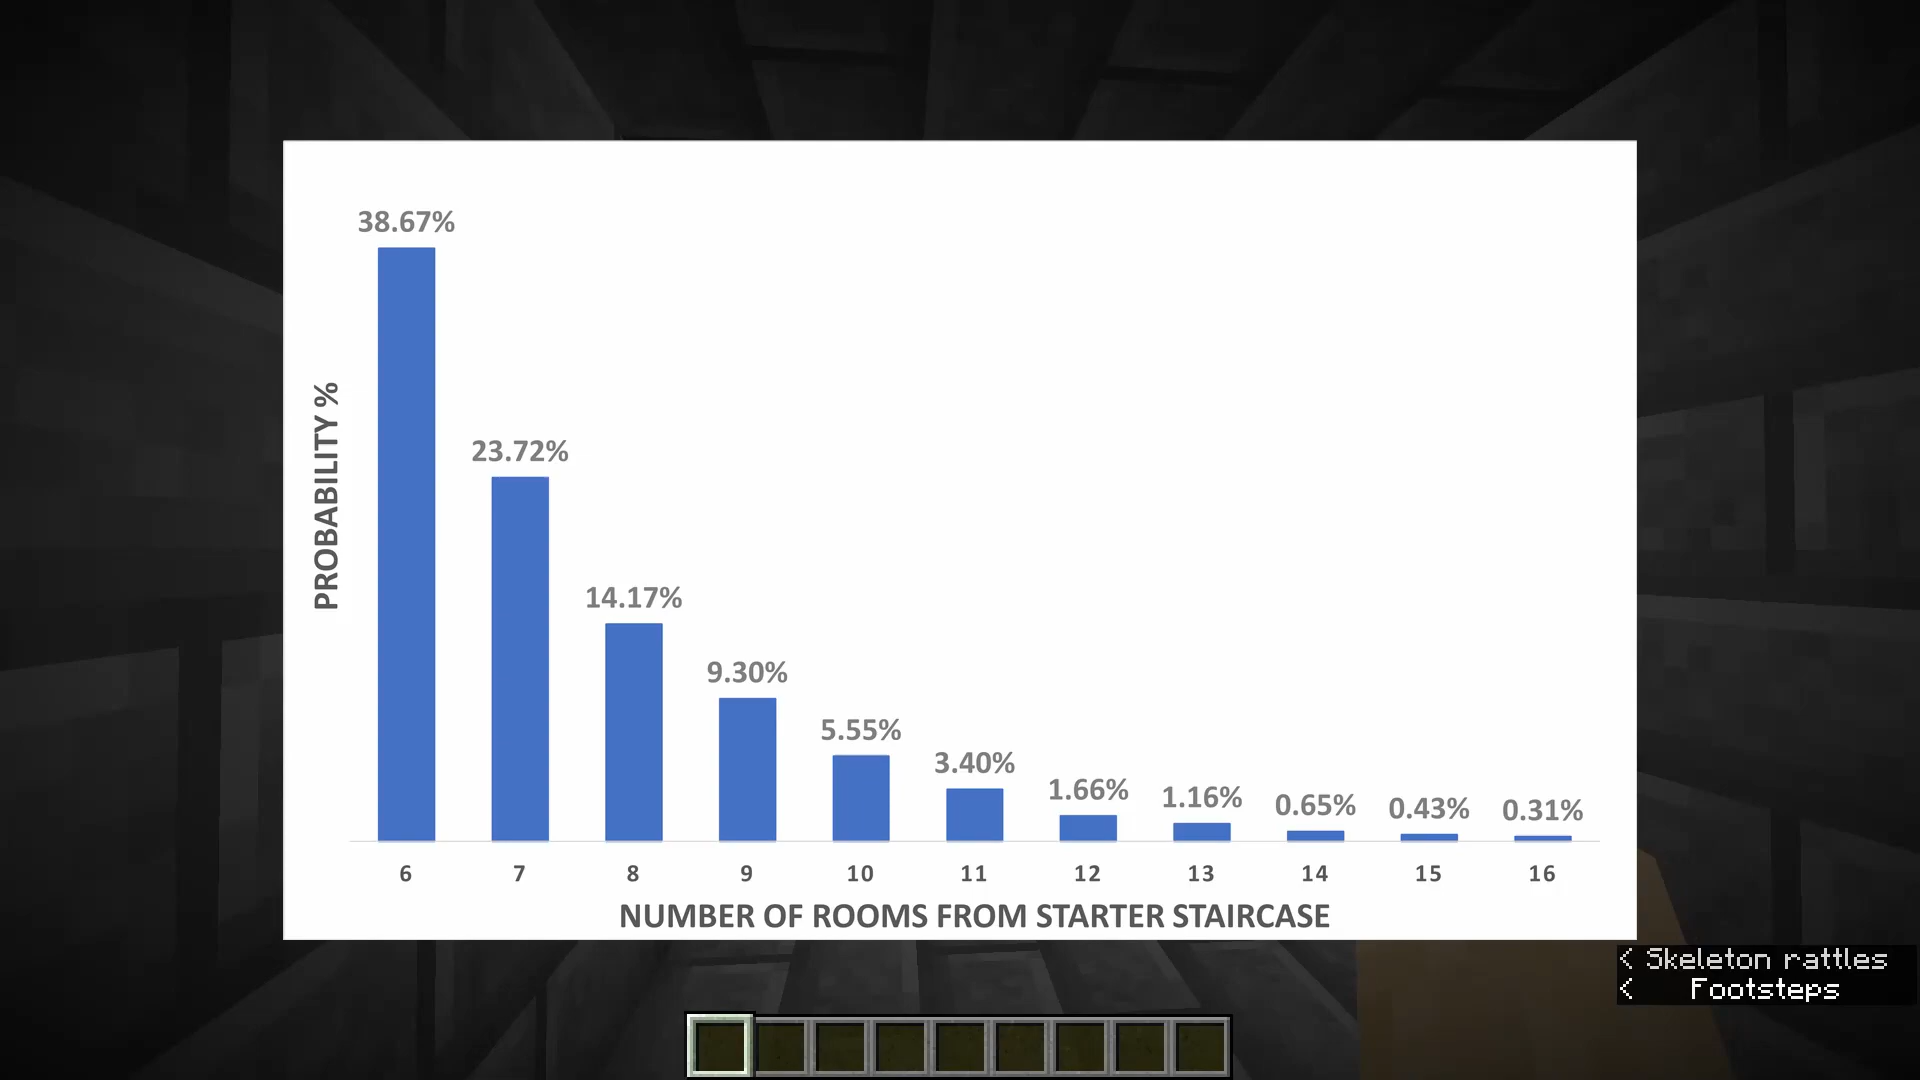 38.67%
23.72%
14.17%
9.30%
5.55%
3.40%
1.66%
1.16%
0.65%
0.43%
0.31%
PROBABILITY %
6 7 8 9 10 11 12 13 14 15 16
NUMBER OF ROOMS FROM STARTER STAIRCASE
< Skeleton rattles
< Footsteps